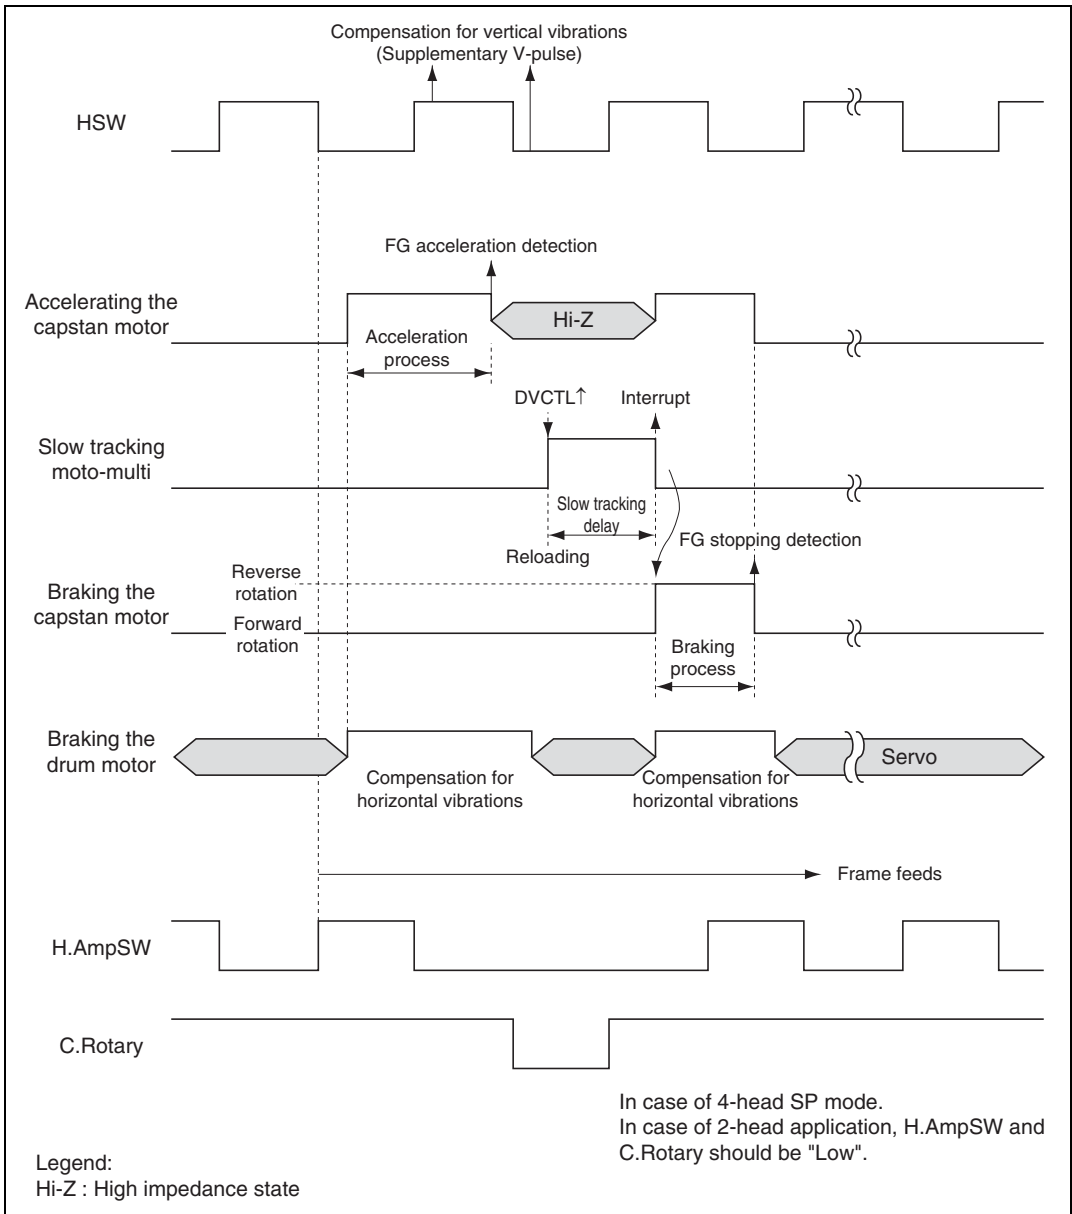 Compensation for vertical vibrations
(Supplementary V-pulse)
HSW
FG acceleration detection
Accelerating the
capstan motor
Hi-Z
Acceleration
process
DVCTL↑
Interrupt
Slow tracking
moto-multi
Slow tracking
delay
Reloading
FG stopping detection
Reverse
rotation
Braking the
capstan motor
Forward
rotation
Braking
process
Braking the
drum motor
Servo
Compensation for
horizontal vibrations
Compensation for
horizontal vibrations
Frame feeds
H.AmpSW
C.Rotary
In case of 4-head SP mode.
In case of 2-head application, H.AmpSW and
C.Rotary should be "Low".
Legend:
Hi-Z : High impedance state